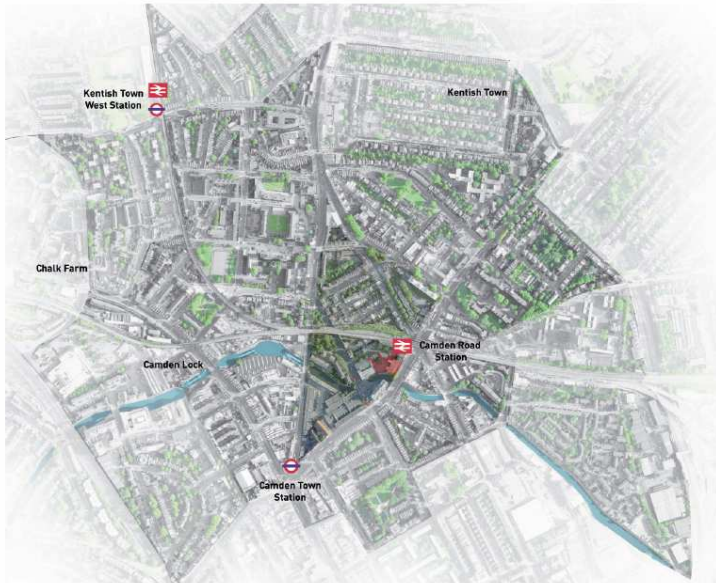 Kentish Town
West Station
Kentish Town
Chalk Farm
Camden Lock
Camden Road
Station
Camden Town
Station